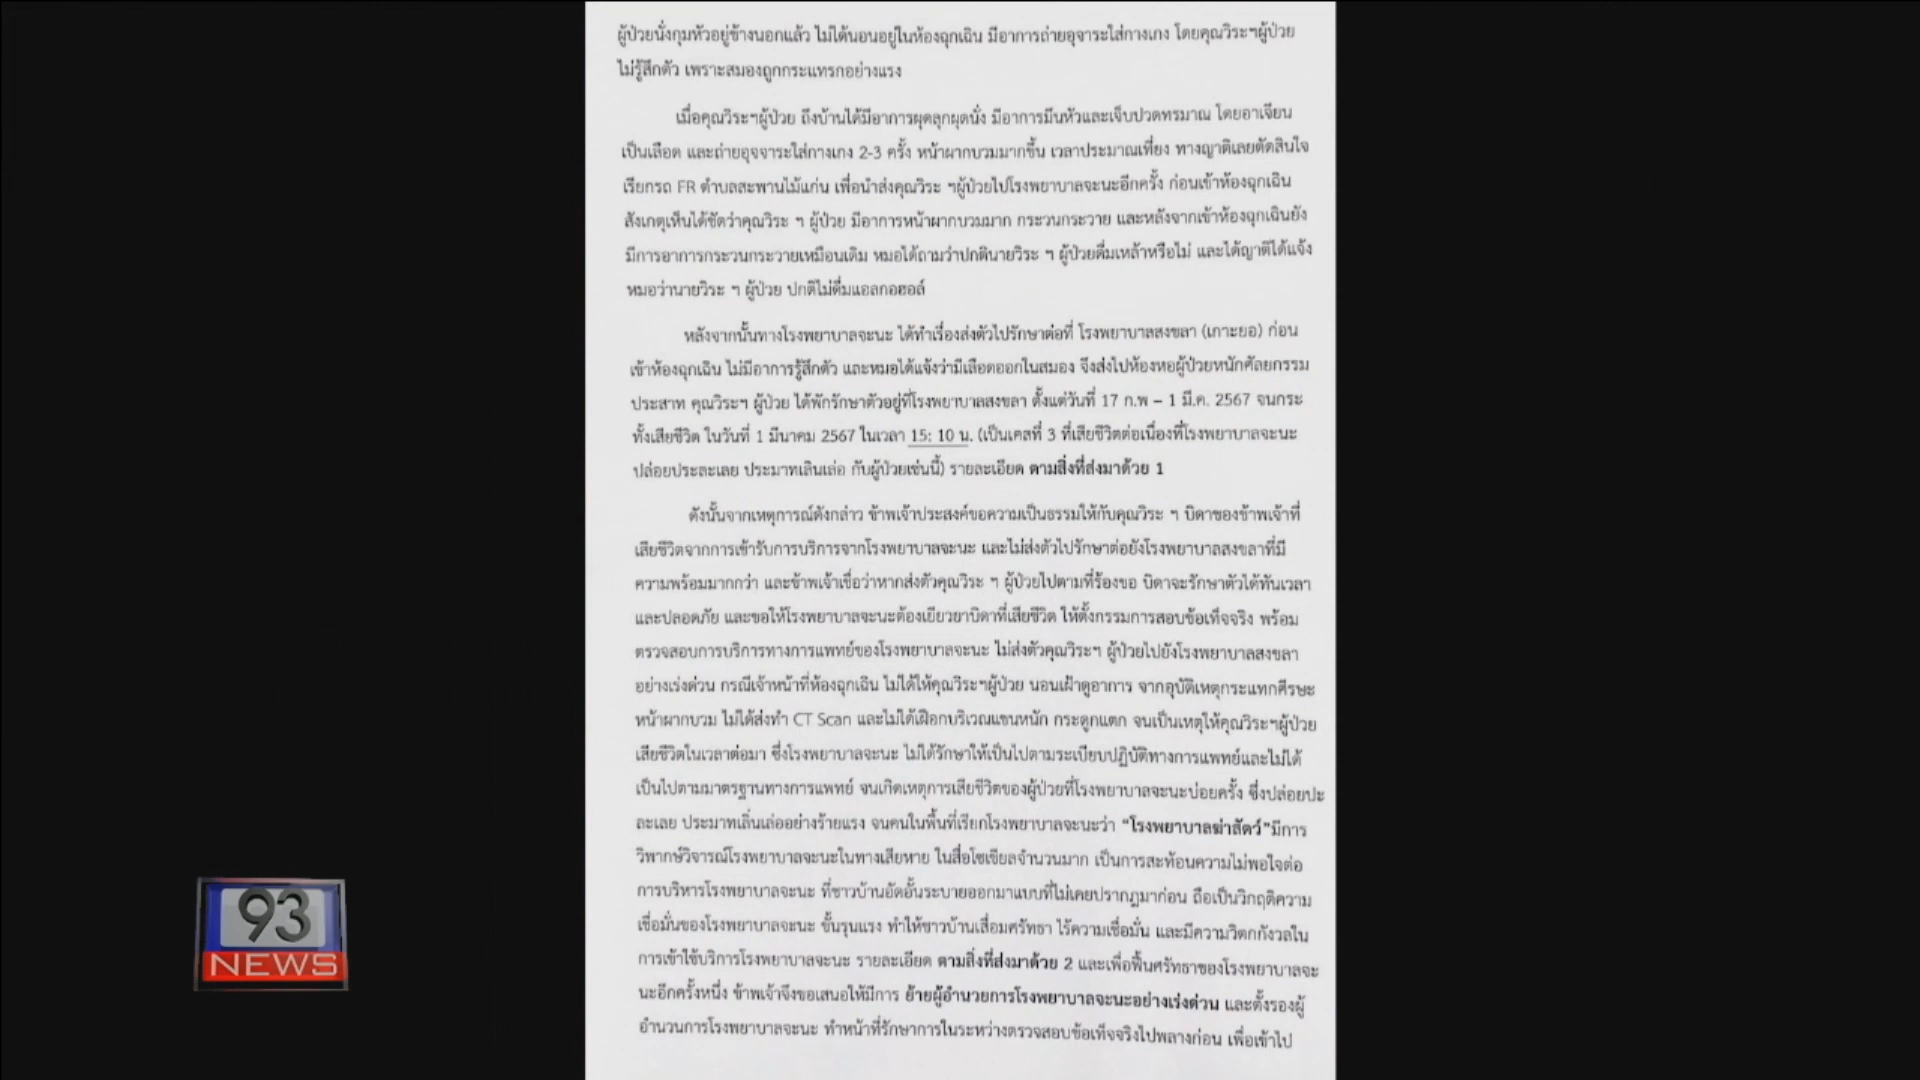 ผู้ป่วยนั่งกุมหัวอยู่ข้างนอกแล้ว ไม่ได้นอนอยู่ในห้องฉุกเฉิน มีอาการถ่ายอุจาระใส่กางเกง โดยคุณวิระฯผู้ป่วย
ไม่รู้สึกตัว เพราะสมองถูกกระแทรกอย่างแรง
เมื่อคุณวิระฯผู้ป่วย ถึงบ้านได้มีอาการผุดลุกผุดนั่ง มีอาการมึนหัวและเจ็บปวดทรมาณ โดยอาเจียน
เป็นเลือด และถ่ายอุจจาระใส่กางเกง 2-3 ครั้ง หน้าผากบวมมากขึ้น เวลาประมาณเที่ยง ทางญาติเลยตัดสินใจ
เรียกรถ FR ตำบลสะพานไม้แก่น เพื่อนำส่งคุณวิระ ฯผู้ป่วยไปโรงพยาบาลจะนะอีกครั้ง ก่อนเข้าห้องฉุกเฉิน
สังเกตุเห็นได้ชัดว่าคุณวิระ ฯ ผู้ป่วย มีอาการหน้าผากบวมมาก กระวนกระวาย และหลังจากเข้าห้องฉุกเฉินยัง
มีการอาการกระวนกระวายเหมือนเดิม หมอได้ถามว่าปกตินายวิระ ฯ ผู้ป่วยดื่มเหล้าหรือไม่ และได้ญาติได้แจ้ง
หมอว่านายวิระ ฯ ผู้ป่วย ปกติไม่ดื่มแอลกอฮอล์
หลังจากนั้นทางโรงพยาบาลจะนะ ได้ทำเรื่องส่งตัวไปรักษาต่อที่ โรงพยาบาลสงขลา (เกาะยอ) ก่อน
เข้าห้องฉุกเฉิน ไม่มีอาการรู้สึกตัว และหมอได้แจ้งว่ามีเลือดออกในสมอง จึงส่งไปห้องหอผู้ป่วยหนักศัลยกรรม
ประสาท คุณวิระฯ ผู้ป่วย ได้พักรักษาตัวอยู่ที่โรงพยาบาลสงขลา ตั้งแต่วันที่ 17 ก.พ – 1 มี.ค. 2567 จนกระ
ทั้งเสียชีวิต ในวันที่ 1 มีนาคม 2567 ในเวลา 15: 10 น. (เป็นเคสที่ 3 ที่เสียชีวิตต่อเนื่องที่โรงพยาบาลจะนะ
ปล่อยประละเลย ประมาทเลินเล่อ กับผู้ป่วยเช่นนี้) รายละเอียด ตามสิ่งที่ส่งมาด้วย 1
ดังนั้นจากเหตุการณ์ดังกล่าว ข้าพเจ้าประสงค์ขอความเป็นธรรมให้กับคุณวิระ ฯ บิดาของข้าพเจ้าที่
เสียชีวิตจากการเข้ารับการบริการจากโรงพยาบาลจะนะ และไม่ส่งตัวไปรักษาต่อยังโรงพยาบาลสงขลาที่มี
ความพร้อมมากกว่า และข้าพเจ้าเชื่อว่าหากส่งตัวคุณวิระ ฯ ผู้ป่วยไปตามที่ร้องขอ บิดาจะรักษาตัวได้ทันเวลา
และปลอดภัย และขอให้โรงพยาบาลจะนะต้องเยียวยาบิดาที่เสียชีวิต ให้ตั้งกรรมการสอบข้อเท็จจริง พร้อม
ตรวจสอบการบริการทางการแพทย์ของโรงพยาบาลจะนะ ไม่ส่งตัวคุณวิระฯ ผู้ป่วยไปยังโรงพยาบาลสงขลา
อย่างเร่งด่วน กรณีเจ้าหน้าที่ห้องฉุกเฉิน ไม่ได้ให้คุณวิระฯผู้ป่วย นอนเฝ้าดูอาการ จากอุบัติเหตุกระแทกศีรษะ
หน้าผากบวม ไม่ได้ส่งทำ CT Scan และไม่ได้เฝือกบริเวณแขนหนัก กระดูกแตก จนเป็นเหตุให้คุณวิระฯผู้ป่วย
เสียชีวิตในเวลาต่อมา ซึ่งโรงพยาบาลจะนะ ไม่ได้รักษาให้เป็นไปตามระเบียบปฏิบัติทางการแพทย์และไม่ได้
เป็นไปตามมาตรฐานทางการแพทย์ จนเกิดเหตุการเสียชีวิตของผู้ป่วยที่โรงพยาบาลจะนะบ่อยครั้ง ซึ่งปล่อยปะ
ละเลย ประมาทเลิ่นเล่ออย่างร้ายแรง จนคนในพื้นที่เรียกโรงพยาบาลจะนะว่า “โรงพยาบาลฆ่าสัตว์”มีการ
วิพากษ์วิจารณ์โรงพยาบาลจะนะในทางเสียหาย ในสื่อโซเชียลจำนวนมาก เป็นการสะท้อนความไม่พอใจต่อ
การบริหารโรงพยาบาลจะนะ ที่ชาวบ้านอัดอั้นระบายออกมาแบบที่ไม่เคยปรากฎมาก่อน ถือเป็นวิกฤติความ
เชื่อมั่นของโรงพยาบาลจะนะ ขั้นรุนแรง ทำให้ชาวบ้านเสื่อมศรัทธา ไร้ความเชื่อมั่น และมีความวิตกกังวลใน
การเข้าใช้บริการโรงพยาบาลจะนะ รายละเอียด ตามสิ่งที่ส่งมาด้วย 2 และเพื่อฟื้นศรัทธาของโรงพยาบาลจะ
นะอีกครั้งหนึ่ง ข้าพเจ้าจึงขอเสนอให้มีการ ย้ายผู้อำนวยการโรงพยาบาลจะนะอย่างเร่งด่วน และตั้งรองผู้
อำนวนการโรงพยาบาลจะนะ ทำหน้าที่รักษาการในระหว่างตรวจสอบข้อเท็จจริงไปพลางก่อน เพื่อเข้าไป
93
NEWS